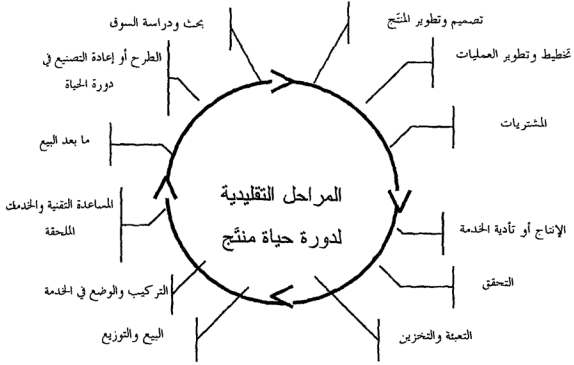 بحث ودراسة السوق
تصميم وتطوير المنتَج
تخطيط وتطوير العمليات
المشتريات
الإنتاج أو تأدية الخدمة
التحقق
التعبئة والتخزين
البيع والتوزيع
التركيب والوضع في الخدمة
المساعدة التقنية والخدمات
الملحقة
ما بعد البيع
الطرح أو إعادة التصنيع في
دورة الحياة
المراحل التقليدية
لدورة حياة منتَج